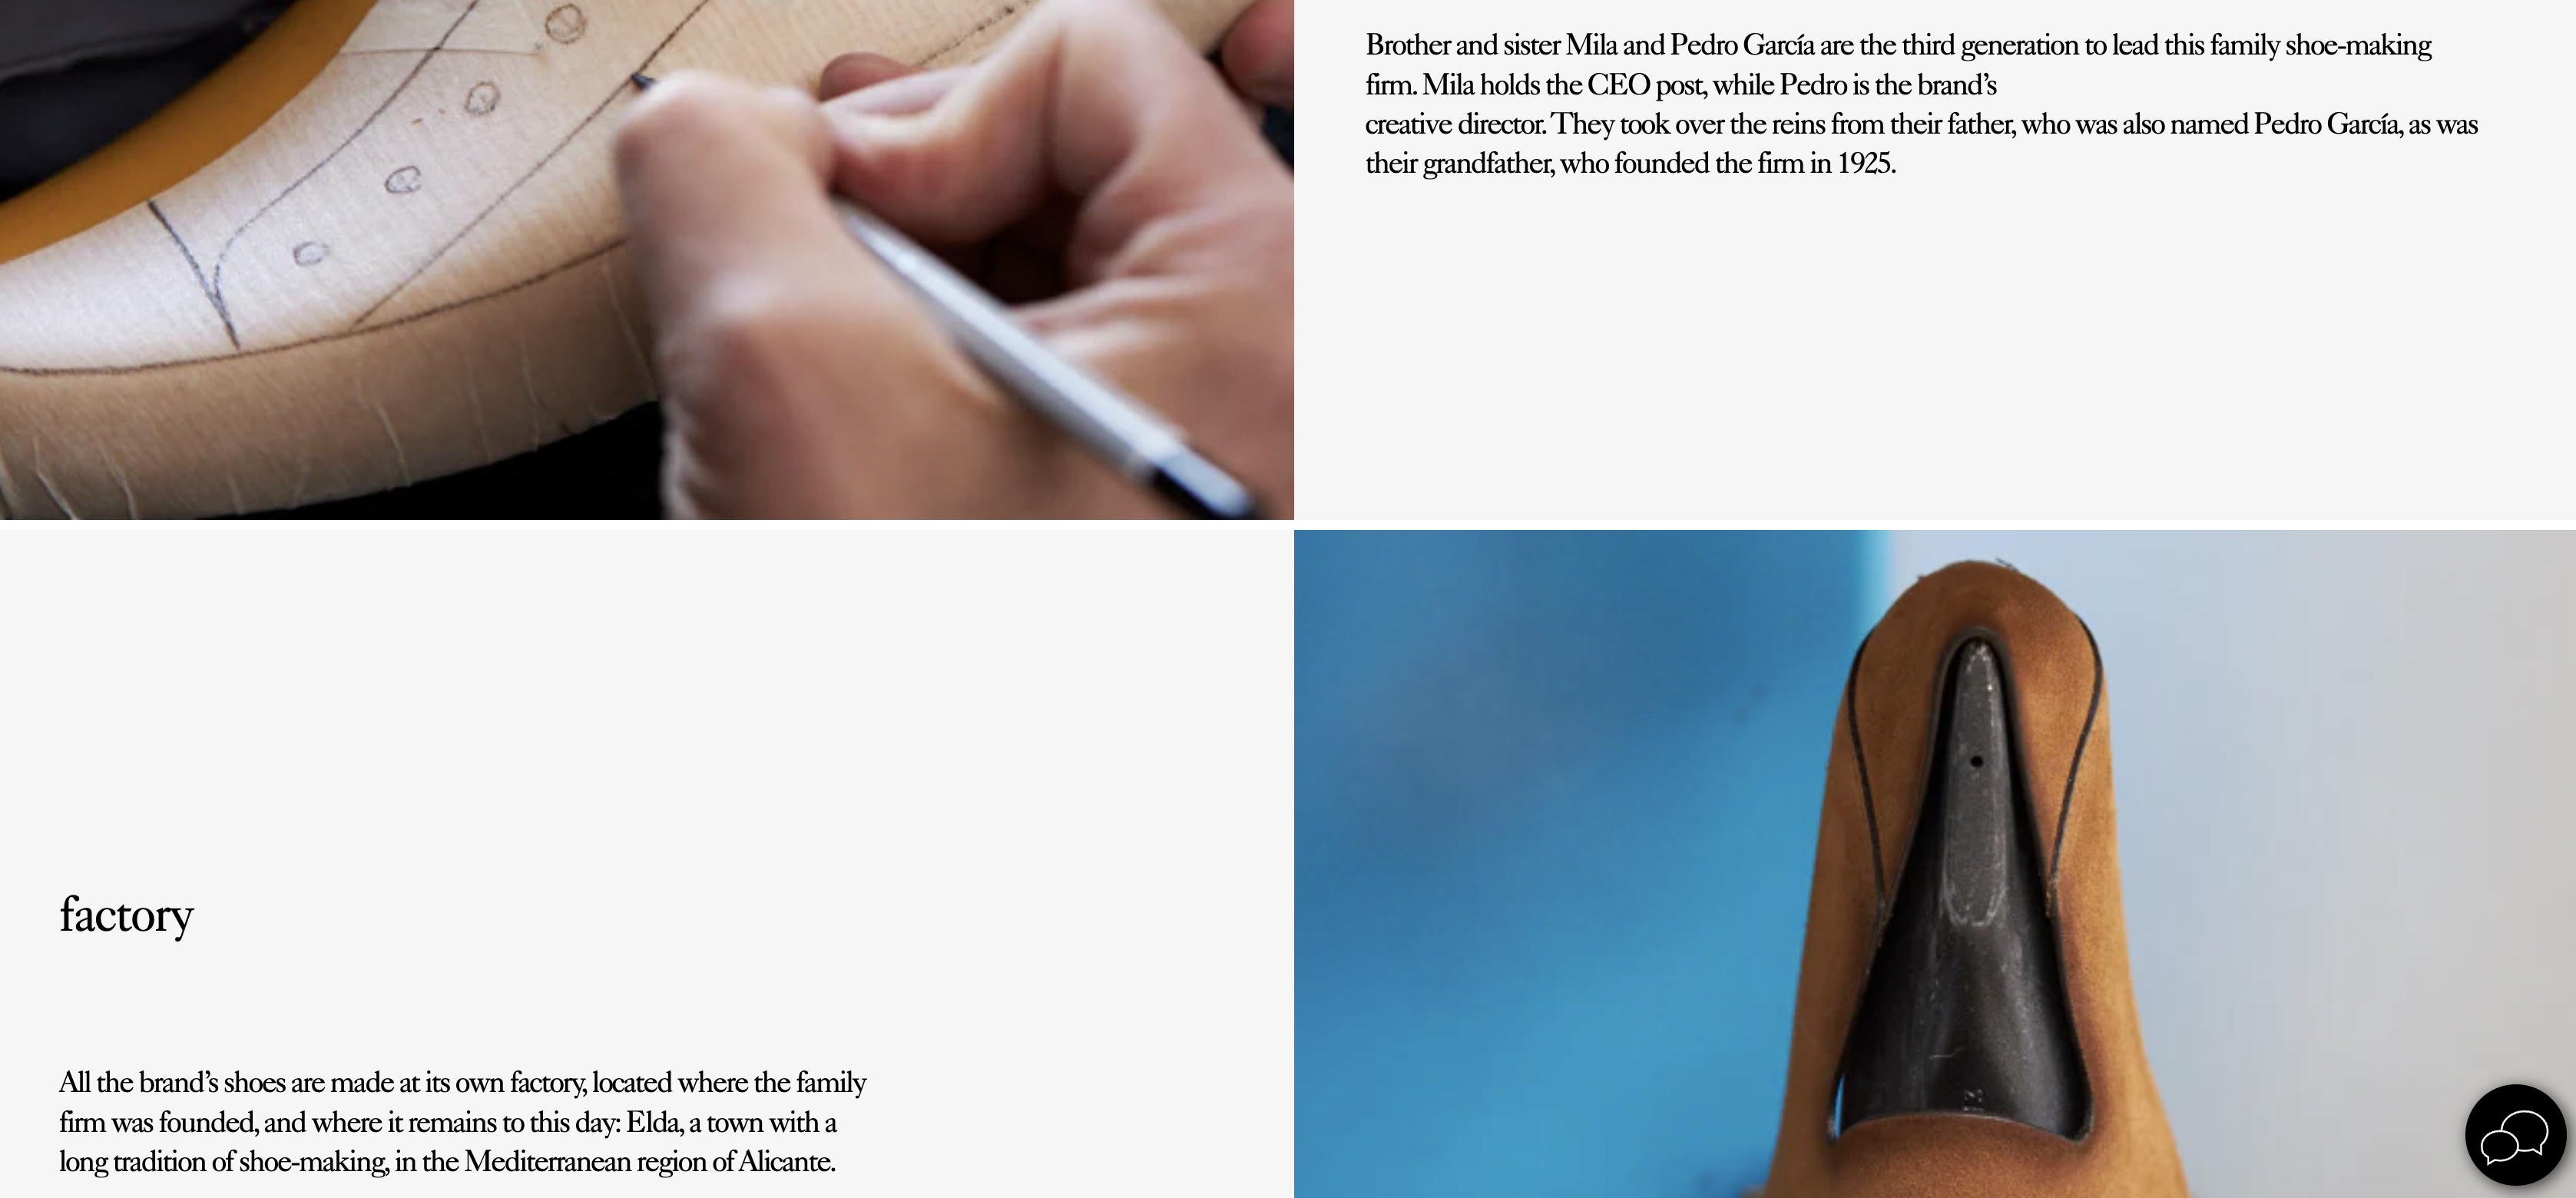 Brother and sister Mila and Pedro García are the third generation to lead this family shoe-making
firm. Mila holds the CEO post, while Pedro is the brand’s
creative director. They took over the reins from their father, who was also named Pedro García, as was
their grandfather, who founded the firm in 1925.
factory
All the brand’s shoes are made at its own factory, located where the family
firm was founded, and where it remains to this day: Elda, a town with a
long tradition of shoe-making, in the Mediterranean region of Alicante.